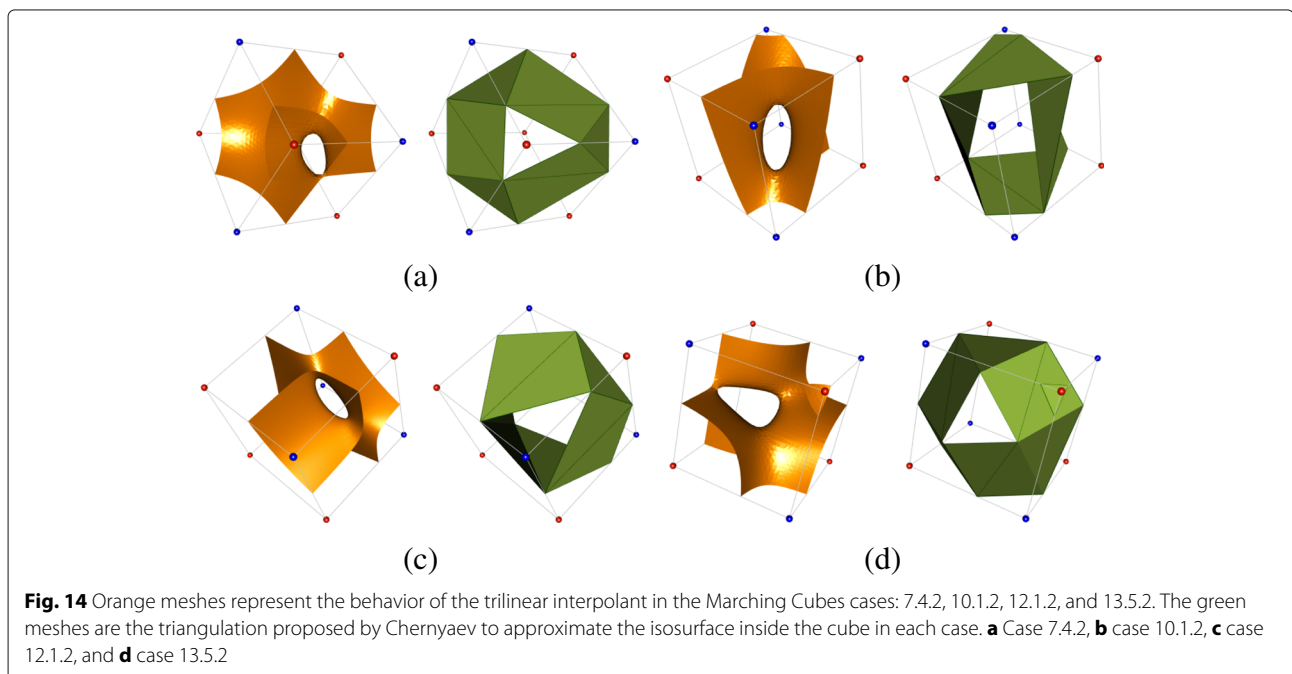 (a)
(b)
(c)
(d)
Fig. 14 Orange meshes represent the behavior of the trilinear interpolant in the Marching Cubes cases: 7.4.2, 10.1.2, 12.1.2, and 13.5.2. The green
meshes are the triangulation proposed by Chernyaev to approximate the isosurface inside the cube in each case. a Case 7.4.2, b case 10.1.2, c case
12.1.2, and d case 13.5.2